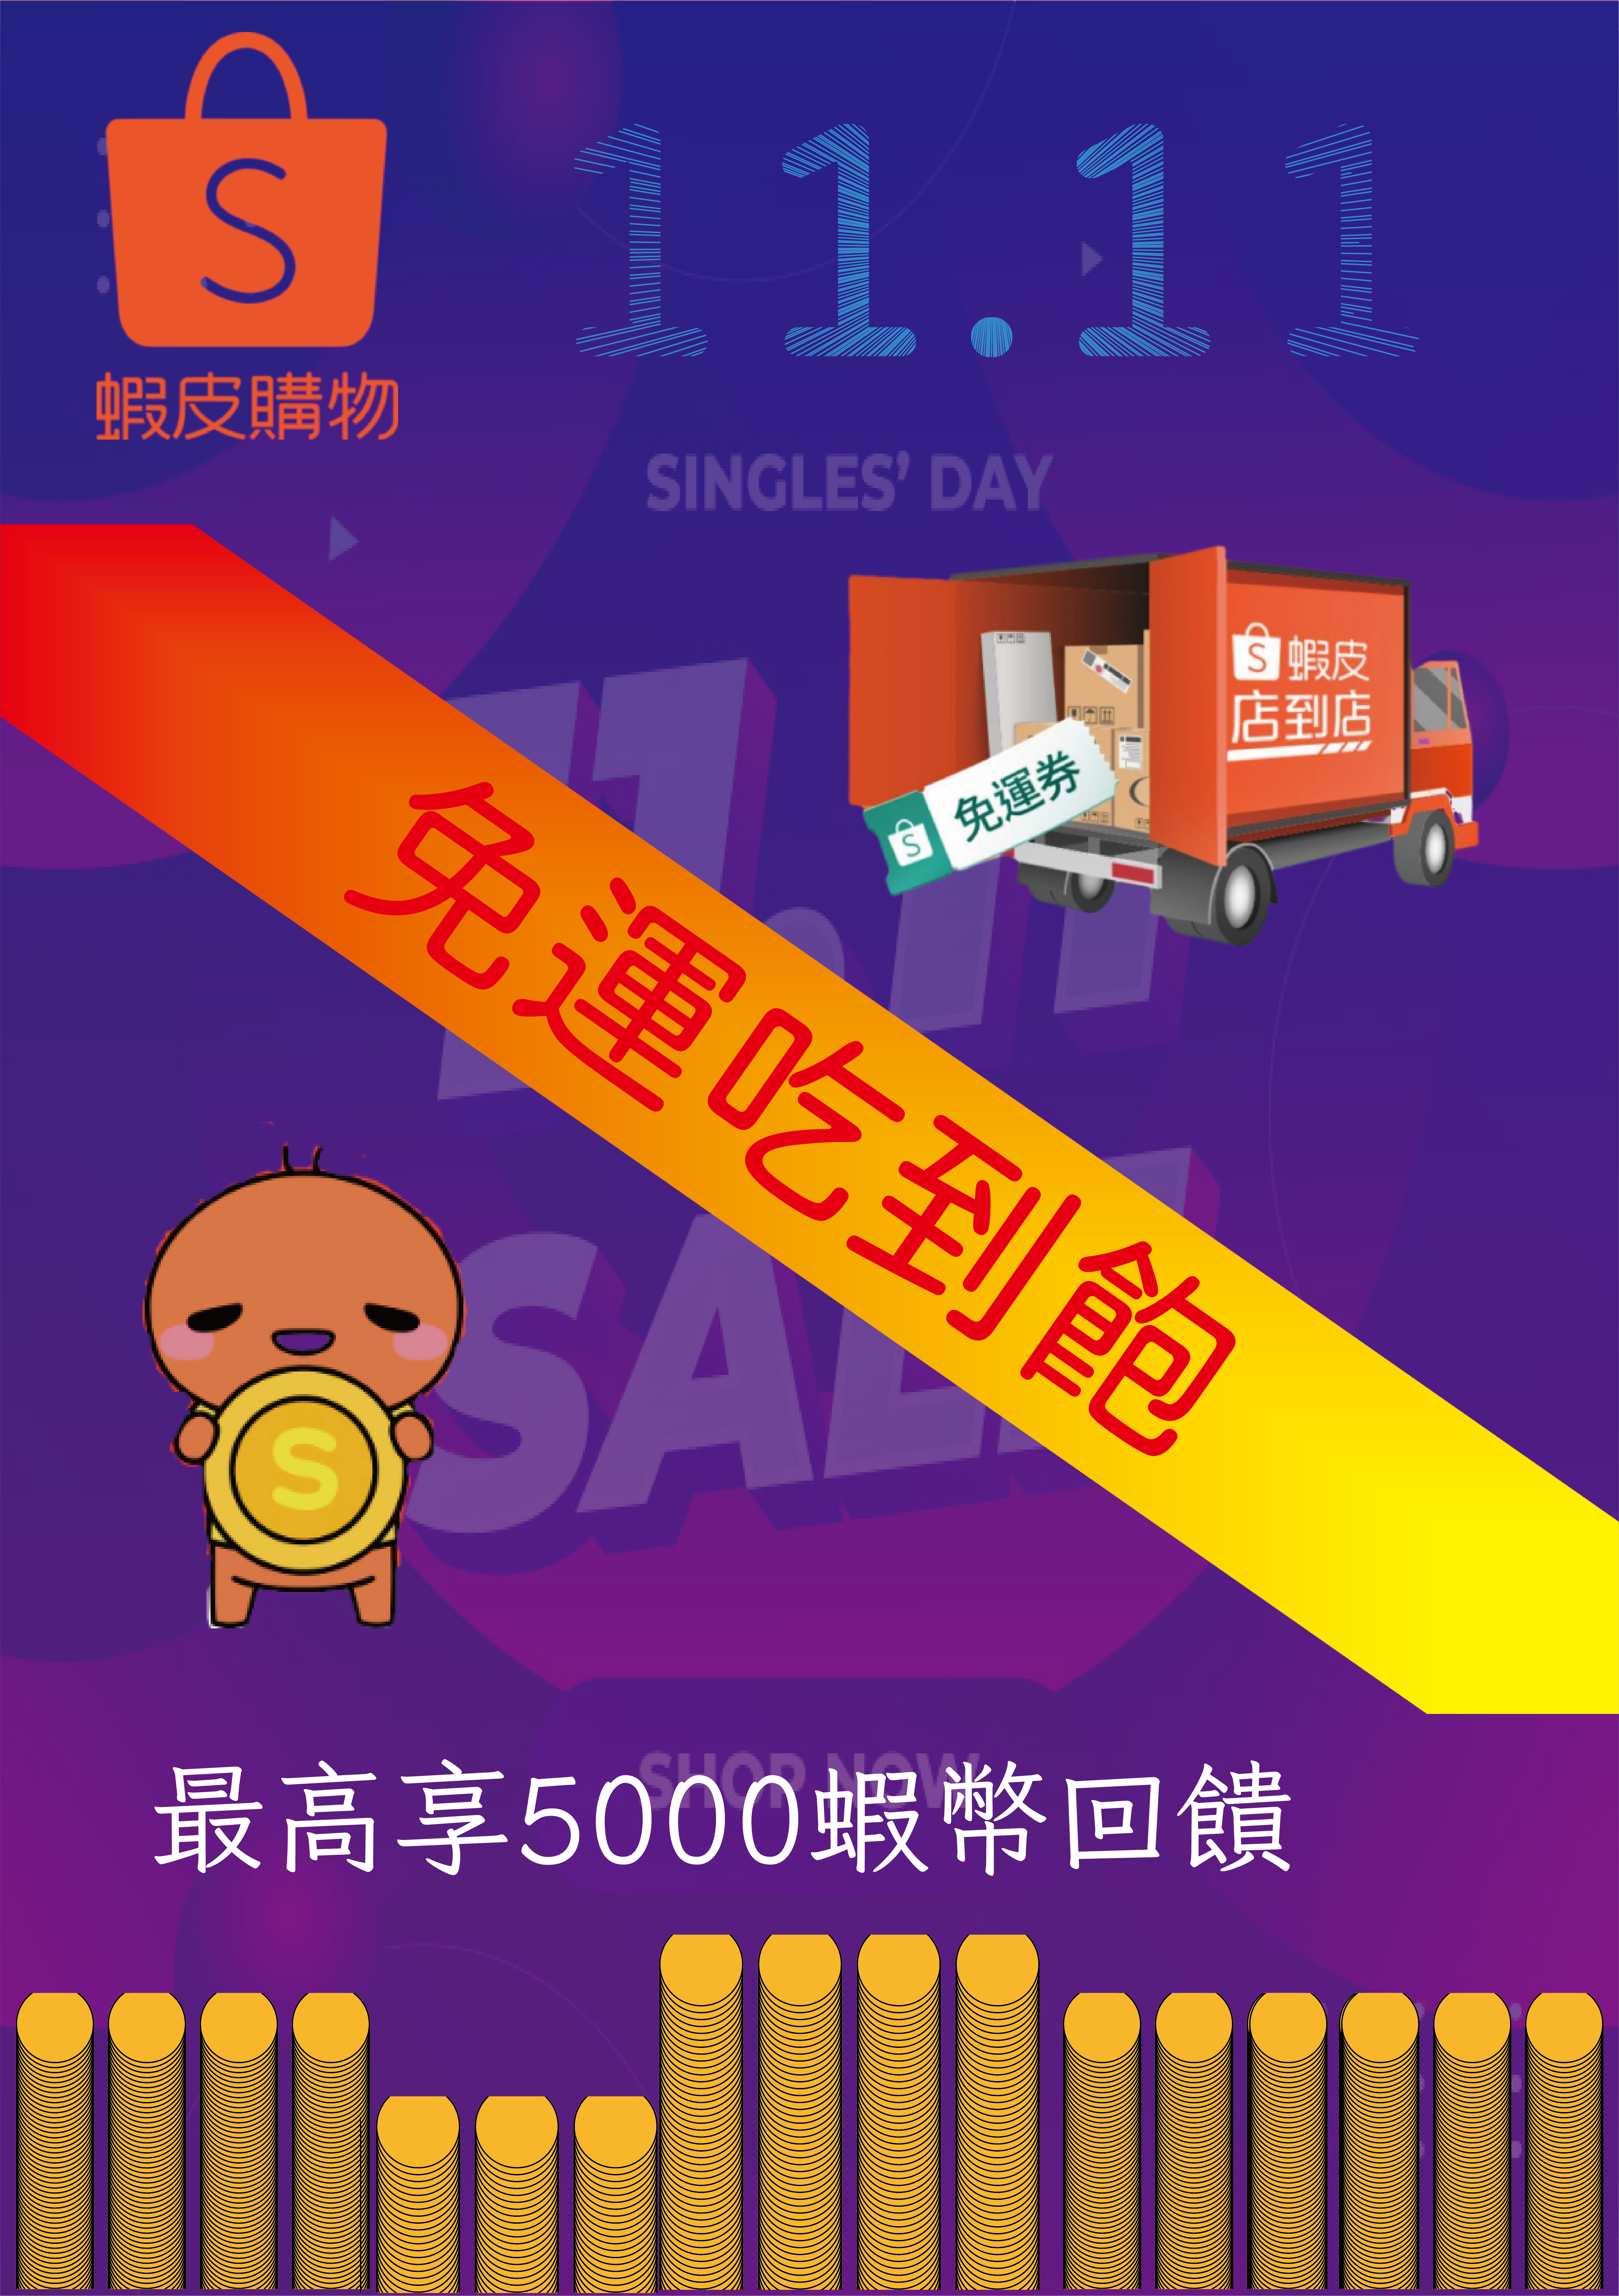 S
蝦皮購物
11.11
SINGLES' DAY
S 蝦皮
店到店
S 免運券
11.11
免運吃到飽
SALE
S
SHOP NOW
最高享5000蝦幣回饋